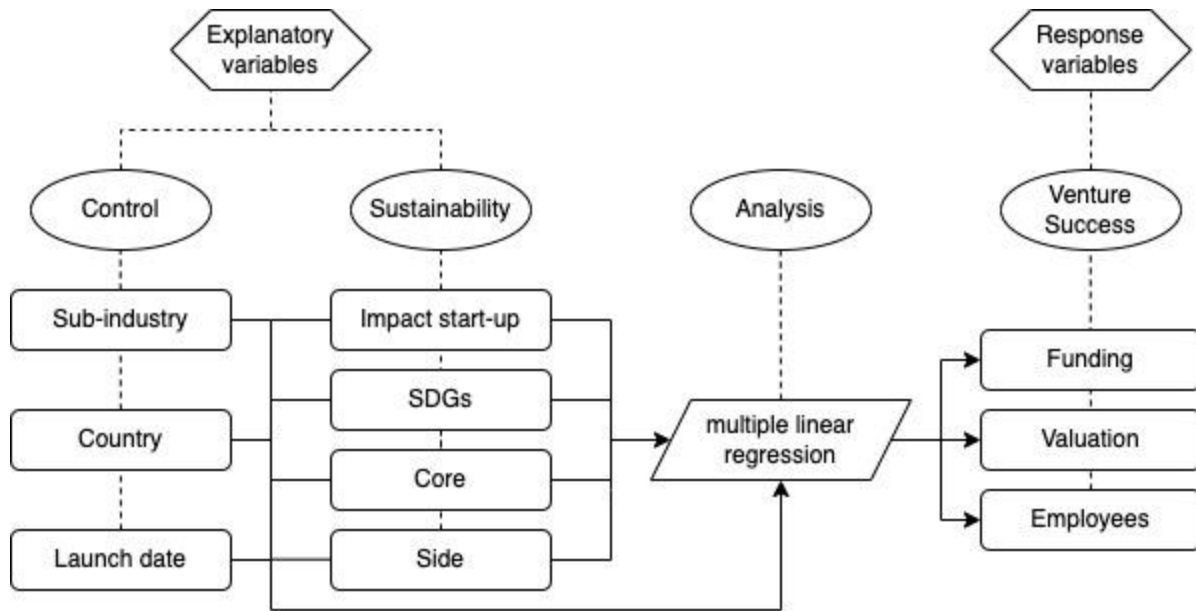 Explanatory
variables
Response
variables
Control
Sustainability
Analysis
Venture
Success
Sub-industry
Impact start-up
Funding
SDGs
Country
multiple linear
regression
Valuation
Core
Employees
Launch date
Side